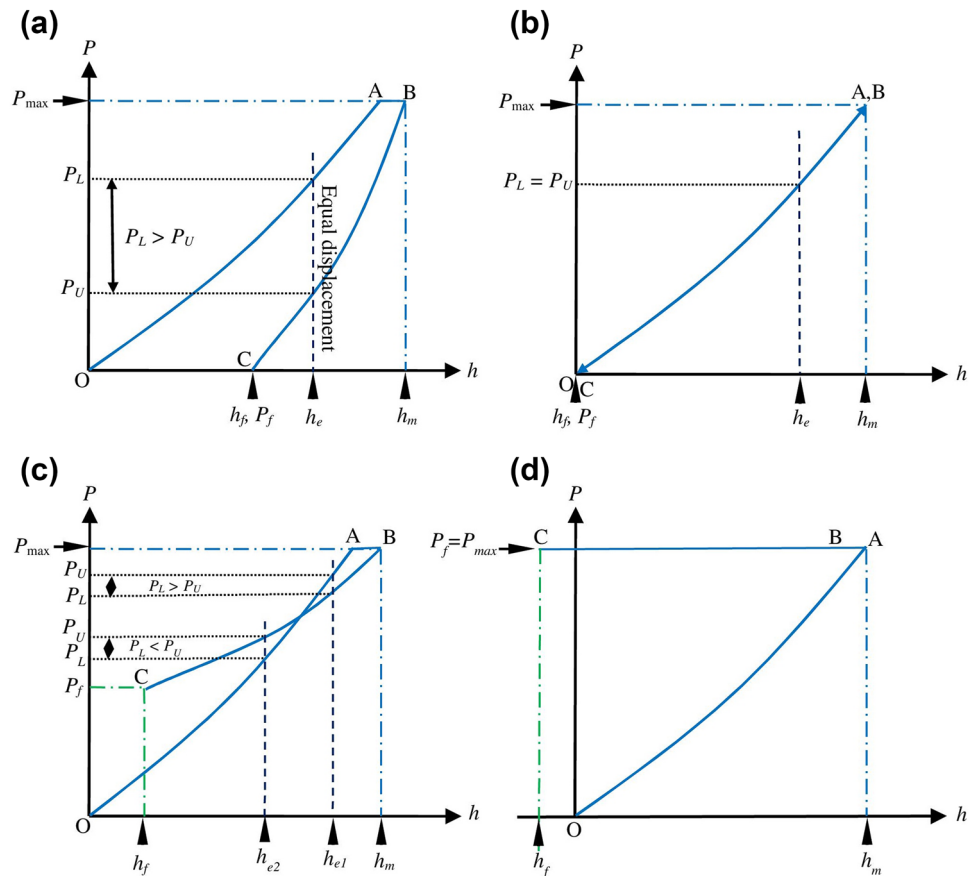 (a)
P
P_max
A
B
P_L
P_L > P_U
Equal displacement
P_U
C
O
h
h_f, P_f
h_e
h_m
(b)
P
P_max
A,B
P_L = P_U
O
C
h
h_f, P_f
h_e
h_m
(c)
P
P_max
A
B
P_U
P_L > P_U
P_L
P_U
P_L < P_U
P_L
P_f
C
O
h
h_f
h_e2
h_e1
h_m
(d)
P
P_f=P_max
C
B
A
O
h
h_f
h_m